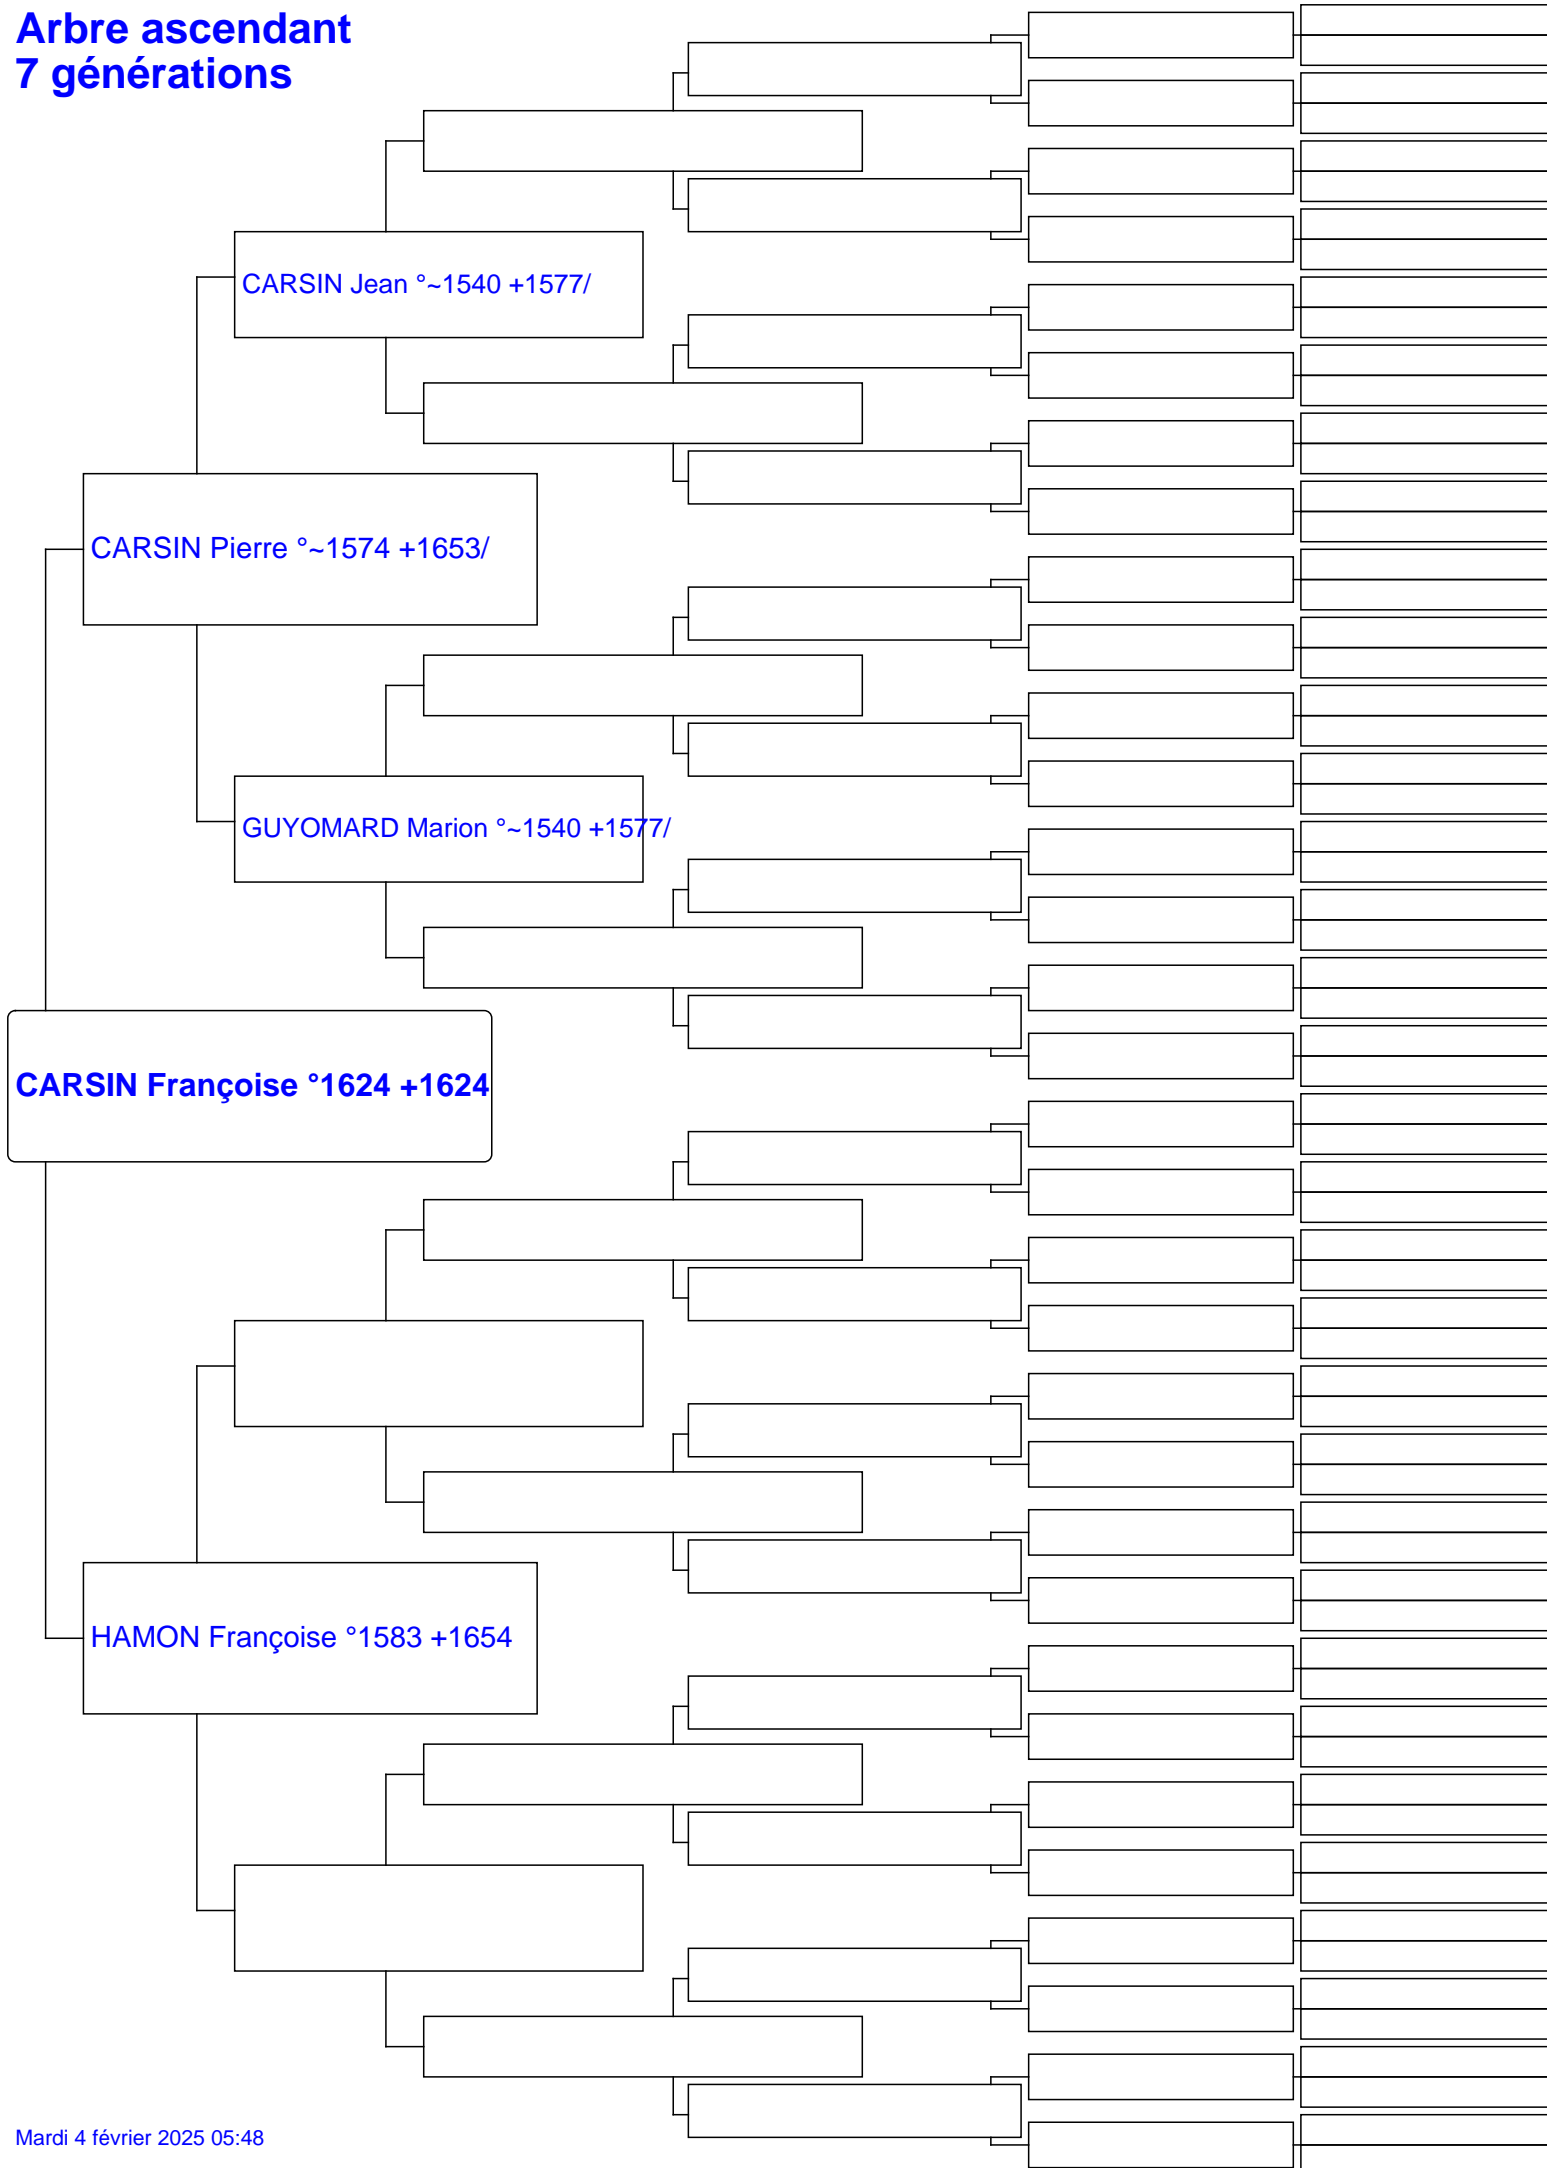 Arbre ascendant
7 générations
CARSIN Jean °~1540 +1577/
CARSIN Pierre °~1574 +1653/
GUYOMARD Marion °~1540 +1577/
CARSIN Françoise °1624 +1624
HAMON Françoise °1583 +1654
Mardi 4 février 2025 05:48